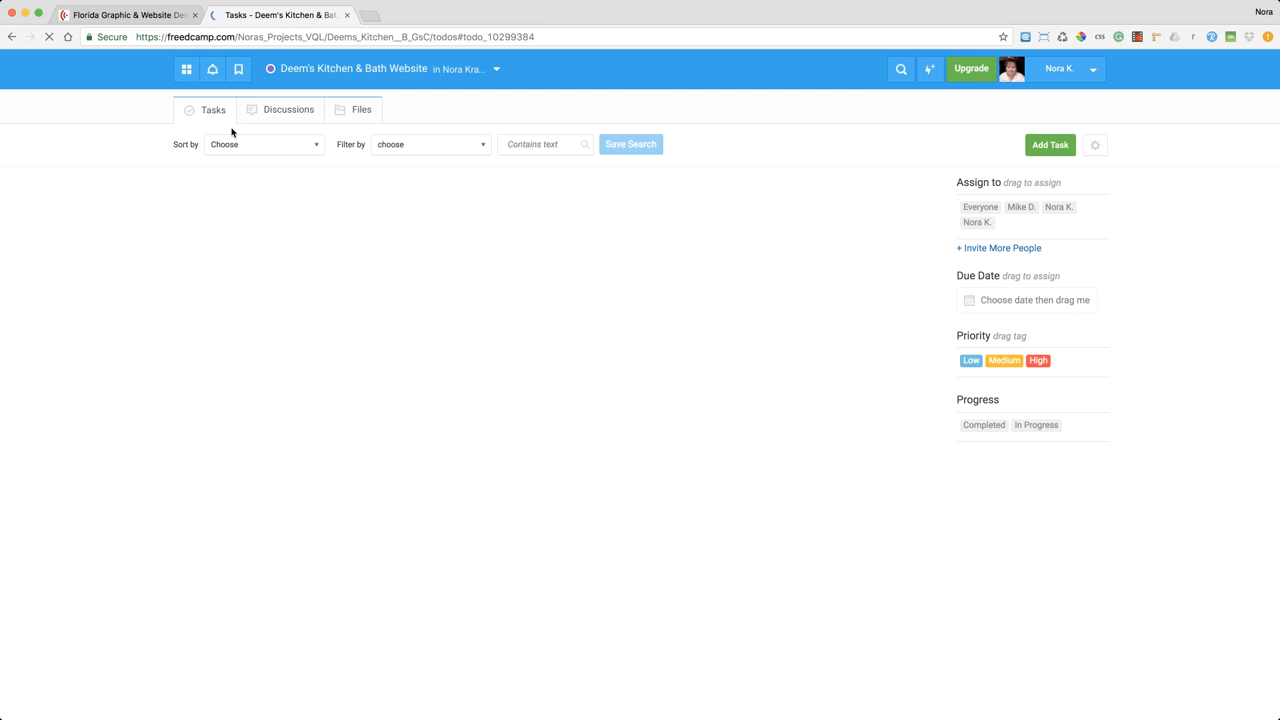 Florida Graphic & Website Des
Tasks - Deem's Kitchen & Bat
Nora
Secure https://freedcamp.com/Noras_Projects_VQL/Deems_Kitchen__B_GsC/todos#todo_10299384
Deem's Kitchen & Bath Website in Nora Kra...
Upgrade
Nora K.
Tasks
Discussions
Files
Sort by
Choose
Filter by
choose
Contains text
Save Search
Add Task
Assign to drag to assign
Everyone Mike D. Nora K.
Nora K.
+ Invite More People
Due Date drag to assign
Choose date then drag me
Priority drag tag
Low Medium High
Progress
Completed In Progress